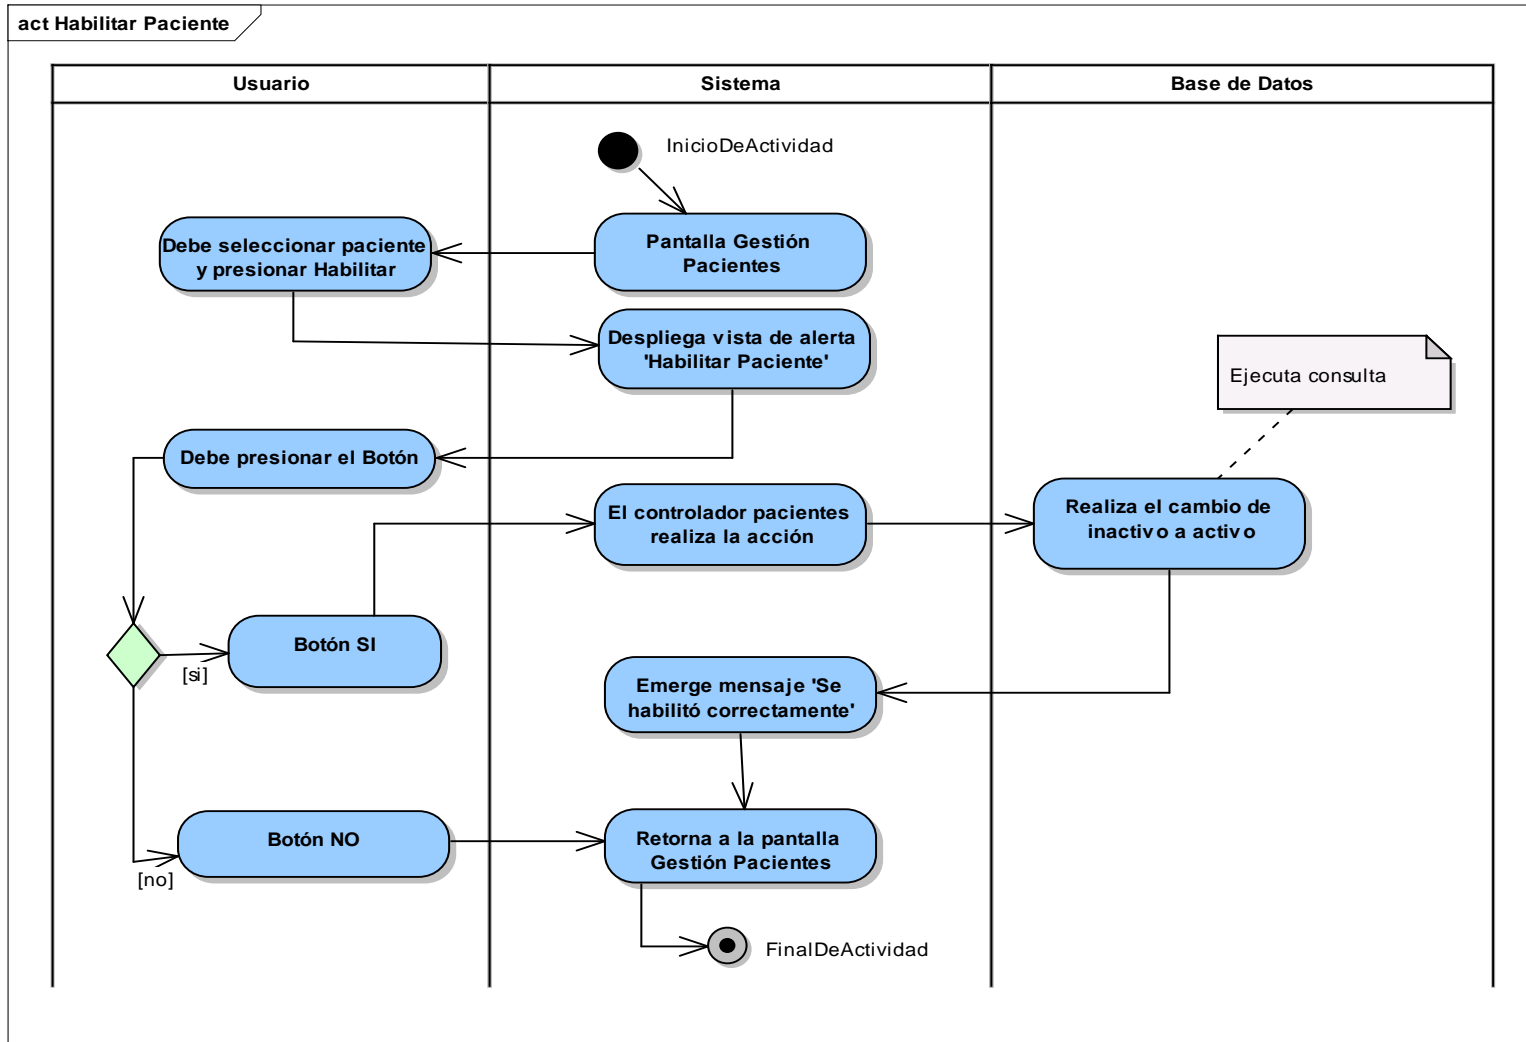 act Habilitar Paciente
Usuario
Sistema
Base de Datos
InicioDeActividad
Debe seleccionar paciente
y presionar Habilitar
Pantalla Gestión
Pacientes
Despliega vista de alerta
'Habilitar Paciente'
Ejecuta consulta
Debe presionar el Botón
El controlador pacientes
realiza la acción
Realiza el cambio de
inactivo a activo
Botón SI
[si]
Emerge mensaje 'Se
habilitó correctamente'
Botón NO
[no]
Retorna a la pantalla
Gestión Pacientes
FinalDeActividad